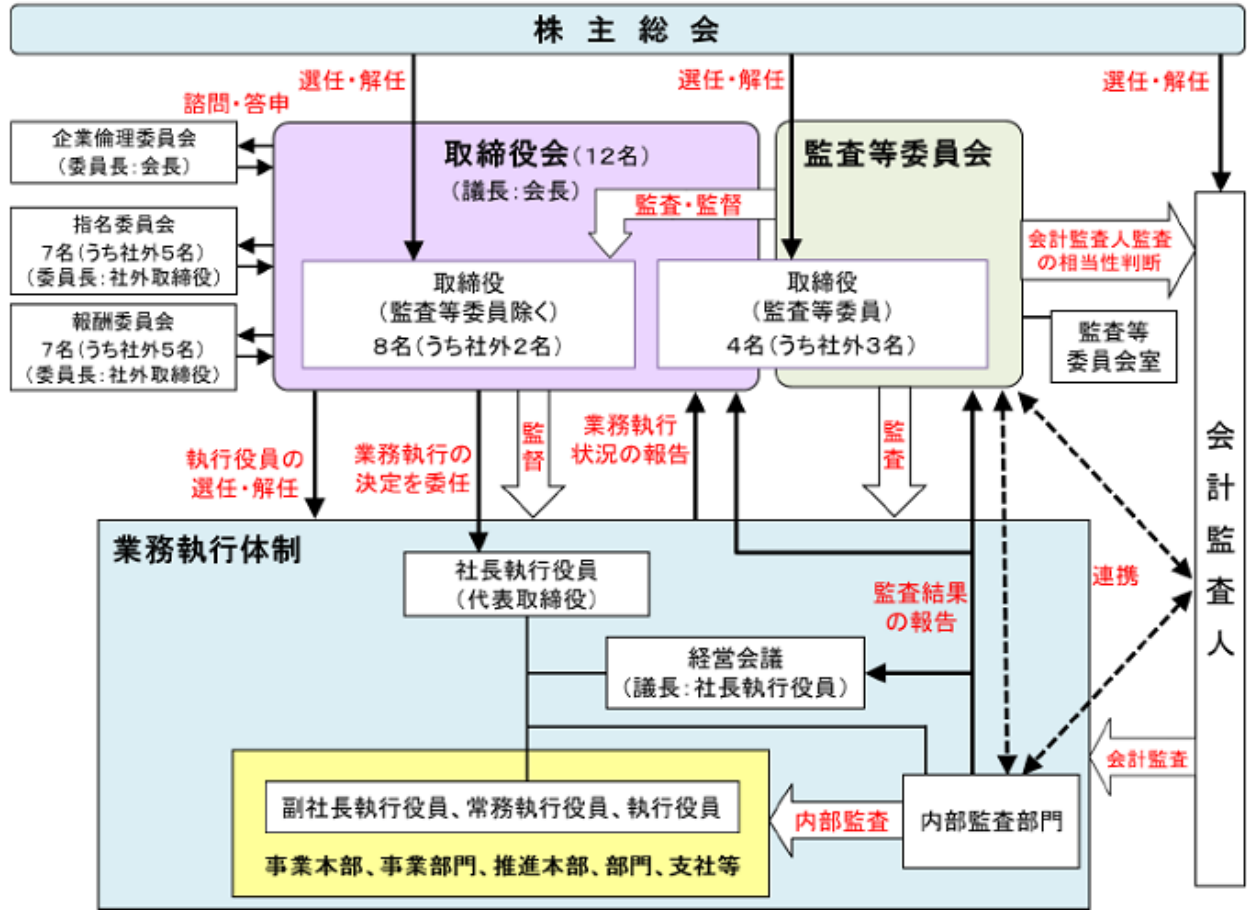 株主総会
選任・解任
選任・解任
選任・解任
諮問・答申
企業倫理委員会
(委員長:会長)
指名委員会
7名(うち社外5名)
(委員長:社外取締役)
報酬委員会
7名(うち社外5名)
(委員長:社外取締役)
取締役会(12名)
(議長:会長)
監査等委員会
監査・監督
取締役
(監査等委員除く)
8名(うち社外2名)
取締役
(監査等委員)
4名(うち社外3名)
会計監査人監査
の相当性判断
監査等
委員会室
会計監査人
執行役員の
選任・解任
業務執行の
決定を委任
監督
業務執行
状況の報告
監査
業務執行体制
社長執行役員
(代表取締役)
経営会議
(議長:社長執行役員)
監査結果
の報告
連携
会計監査
副社長執行役員、常務執行役員、執行役員
事業本部、事業部門、推進本部、部門、支社等
内部監査
内部監査部門